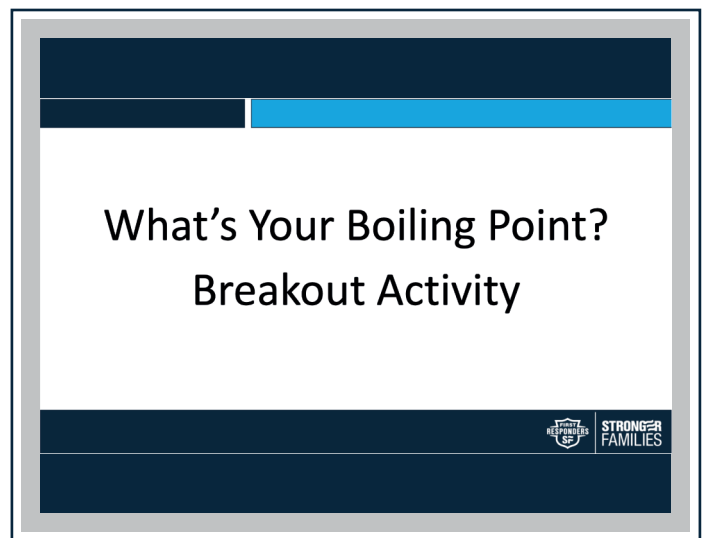 What's Your Boiling Point?
Breakout Activity
FIRST
RESPONDERS
SF
STRONGER
FAMILIES